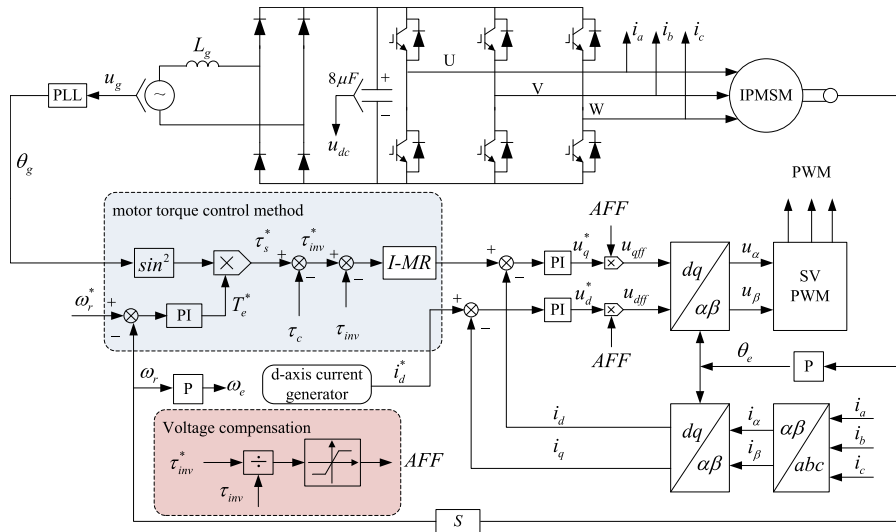 i_a
i_b
i_c
L_g
u_g
8μF
+
U
PLL
~
−
V
IPMSM
W
u_dc
θ_g
PWM
motor torque control method
AFF
τ_s^*
τ_inv^*
u_q^*
u_qff
u_α
sin^2
×
+
−
+
−
I-MR
+
−
PI
×
dq
αβ
SV
PWM
ω_r^*
+
−
PI
T_e^*
τ_c
τ_inv
+
−
PI
u_d^*
×
u_dff
u_β
AFF
ω_r
P
ω_e
d-axis current
generator
i_d^*
θ_e
P
Voltage compensation
i_d
i_q
dq
αβ
i_α
i_β
αβ
abc
i_a
i_b
i_c
τ_inv^*
÷
AFF
τ_inv
S